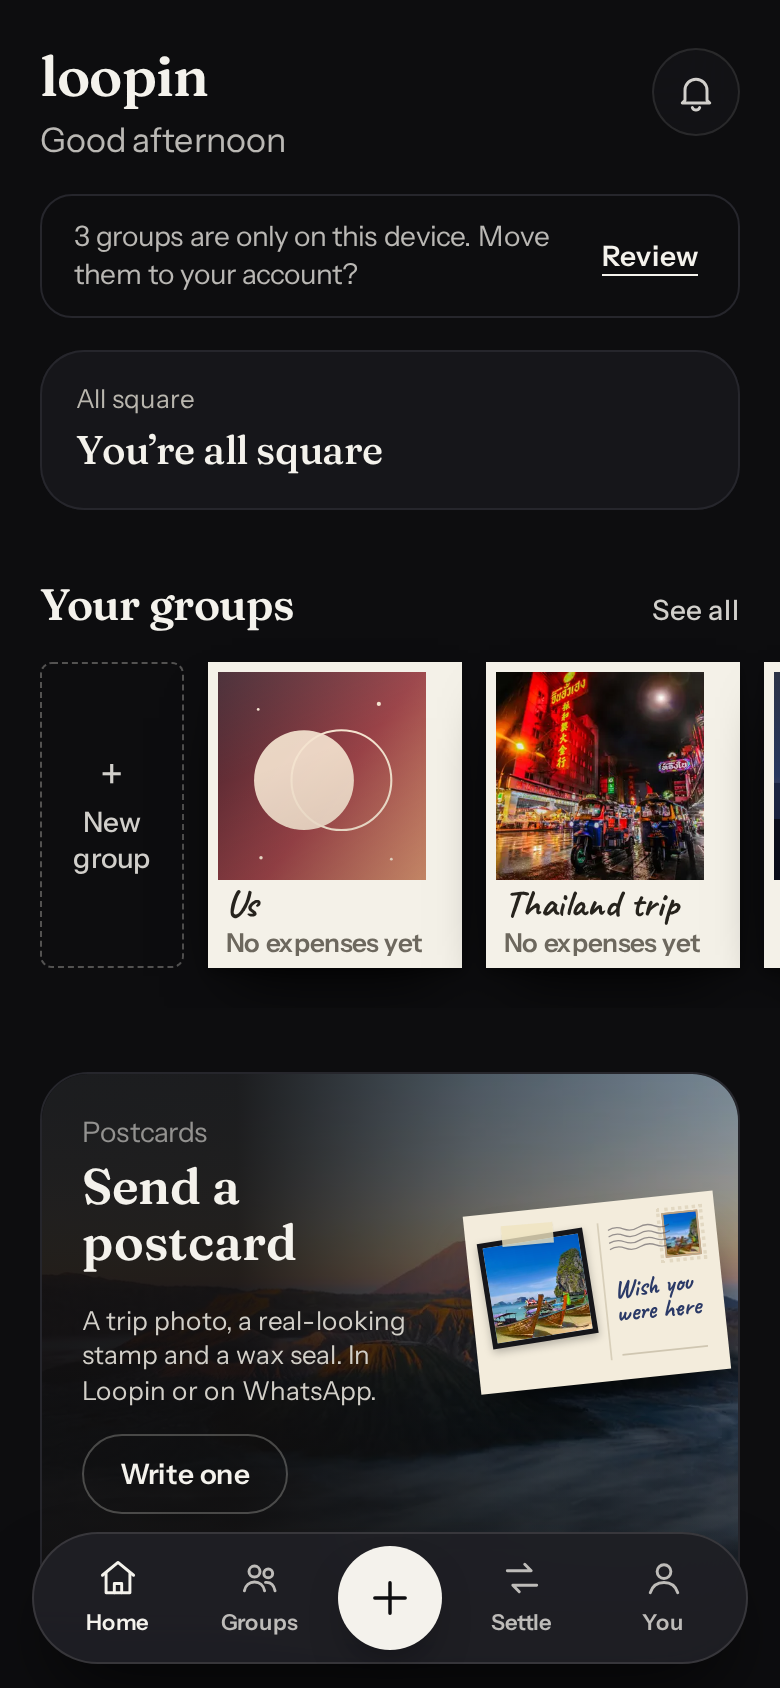 loopin
Good afternoon
3 groups are only on this device. Move
them to your account?
Review
All square
You’re all square
Your groups
See all
+
New
group
Us
No expenses yet
Thailand trip
No expenses yet
Postcards
Send a
postcard
A trip photo, a real-looking
stamp and a wax seal. In
Loopin or on WhatsApp.
Wish you
were here
Write one
Home
Groups
Settle
You